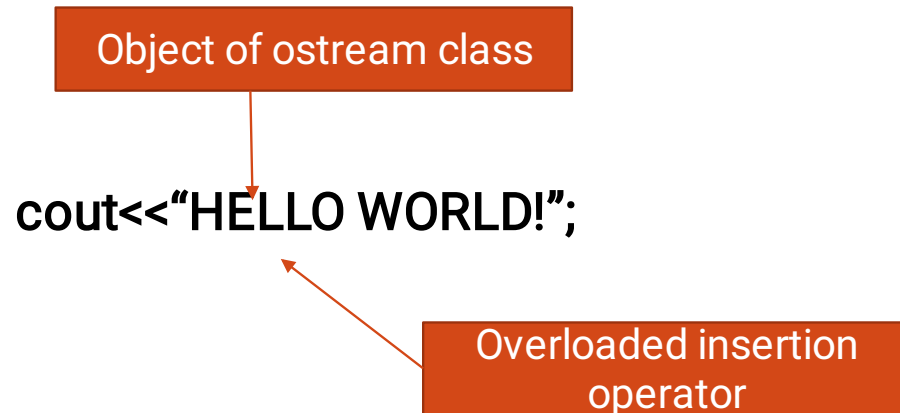 Object of ostream class
cout<<“HELLO WORLD!”;
Overloaded insertion
operator